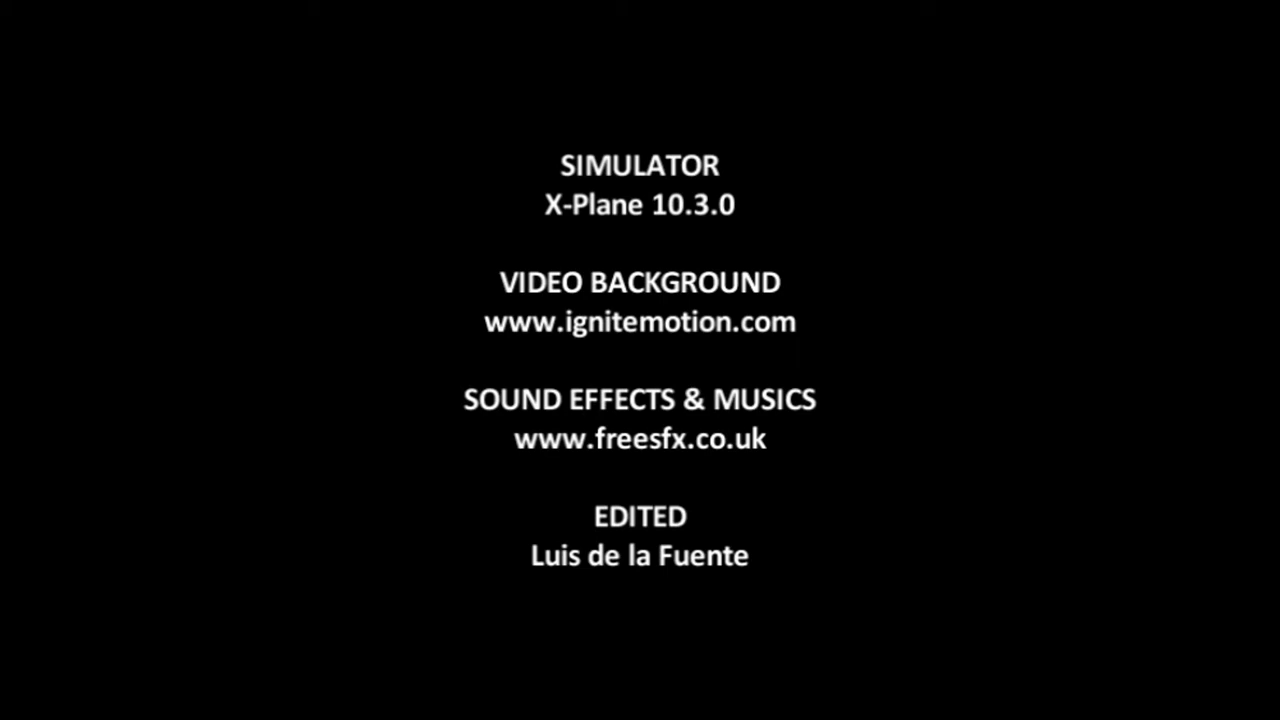 SIMULATOR
X-Plane 10.3.0
VIDEO BACKGROUND
www.ignitemotion.com
SOUND EFFECTS & MUSICS
www.freesfx.co.uk
EDITED
Luis de la Fuente